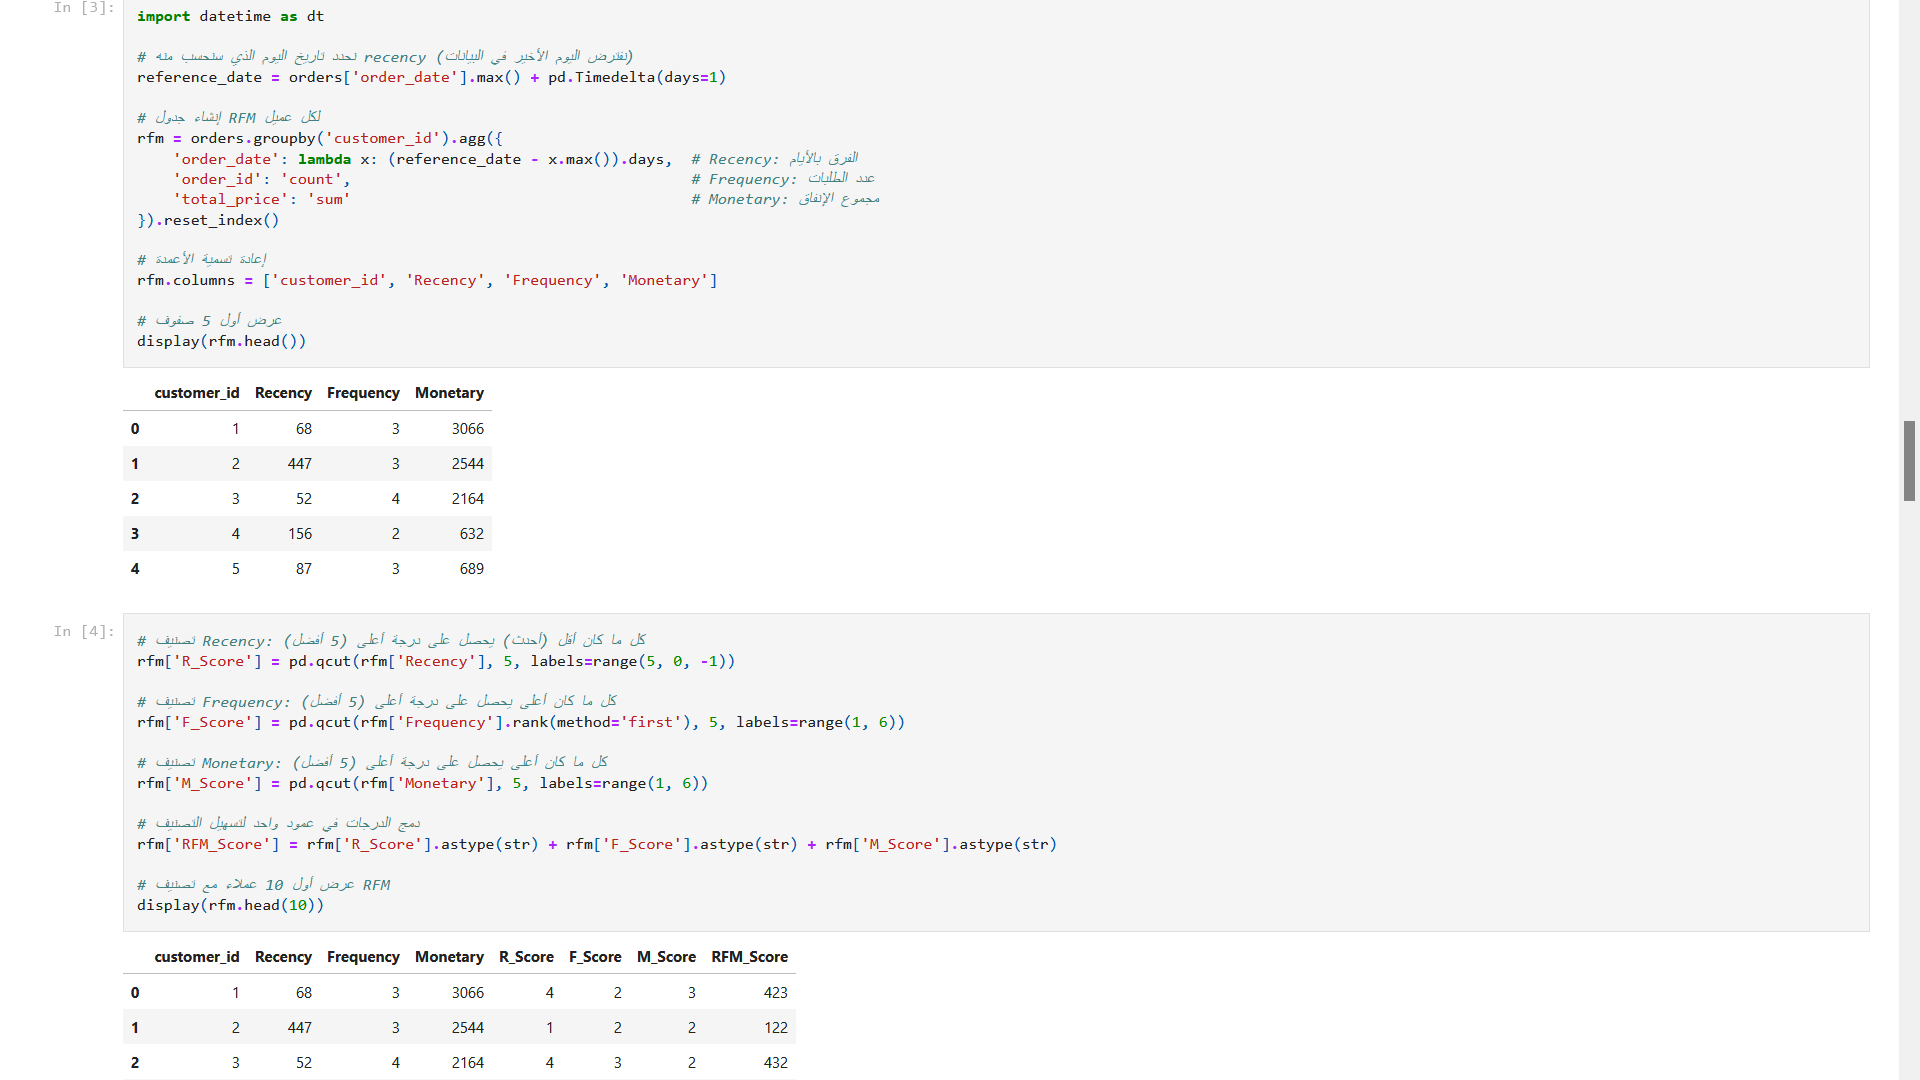 In [3]:
import datetime as dt
# نحدد تاريخ اليوم الذي سنحسب منه recency (نفترض اليوم الأخير في البيانات)
reference_date = orders['order_date'].max() + pd.Timedelta(days=1)
# إنشاء جدول RFM لكل عميل
rfm = orders.groupby('customer_id').agg({
    'order_date': lambda x: (reference_date - x.max()).days,  # Recency: الفرق بالأيام
    'order_id': 'count',                                      # Frequency: عدد الطلبات
    'total_price': 'sum'                                      # Monetary: مجموع الإنفاق
}).reset_index()
# إعادة تسمية الأعمدة
rfm.columns = ['customer_id', 'Recency', 'Frequency', 'Monetary']
# عرض أول 5 صفوف
display(rfm.head())
customer_id Recency Frequency Monetary
0 1 68 3 3066
1 2 447 3 2544
2 3 52 4 2164
3 4 156 2 632
4 5 87 3 689
In [4]:
# تصنيف Recency: كل ما كان أقل (أحدث) يحصل على درجة أعلى (5 أفضل)
rfm['R_Score'] = pd.qcut(rfm['Recency'], 5, labels=range(5, 0, -1))
# تصنيف Frequency: كل ما كان أعلى يحصل على درجة أعلى (5 أفضل)
rfm['F_Score'] = pd.qcut(rfm['Frequency'].rank(method='first'), 5, labels=range(1, 6))
# تصنيف Monetary: كل ما كان أعلى يحصل على درجة أعلى (5 أفضل)
rfm['M_Score'] = pd.qcut(rfm['Monetary'], 5, labels=range(1, 6))
# دمج الدرجات في عمود واحد لتسهيل التصنيف
rfm['RFM_Score'] = rfm['R_Score'].astype(str) + rfm['F_Score'].astype(str) + rfm['M_Score'].astype(str)
# عرض أول 10 عملاء مع تصنيف RFM
display(rfm.head(10))
customer_id Recency Frequency Monetary R_Score F_Score M_Score RFM_Score
0 1 68 3 3066 4 2 3 423
1 2 447 3 2544 1 2 2 122
2 3 52 4 2164 4 3 2 432